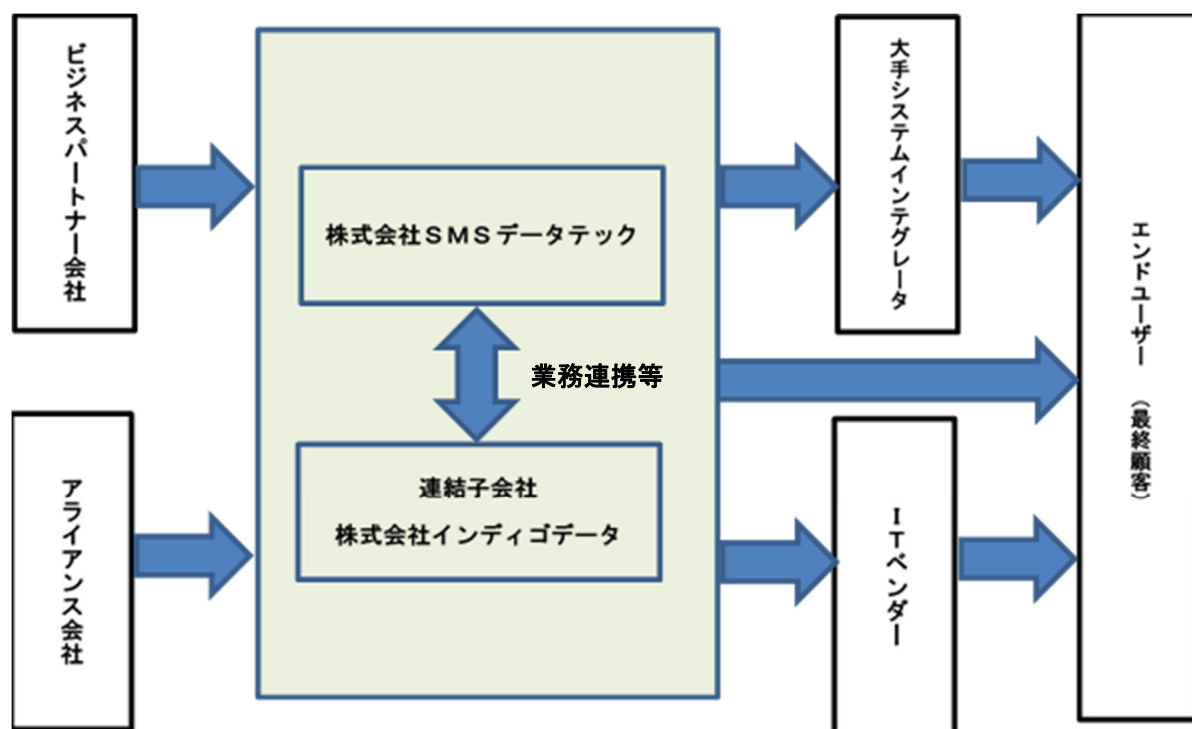 ビジネスパートナー会社
アライアンス会社
株式会社ＳＭＳデータテック
業務連携等
連結子会社
株式会社インディゴデータ
大手システムインテグレータ
ＩＴベンダー
エンドユーザー（最終顧客）